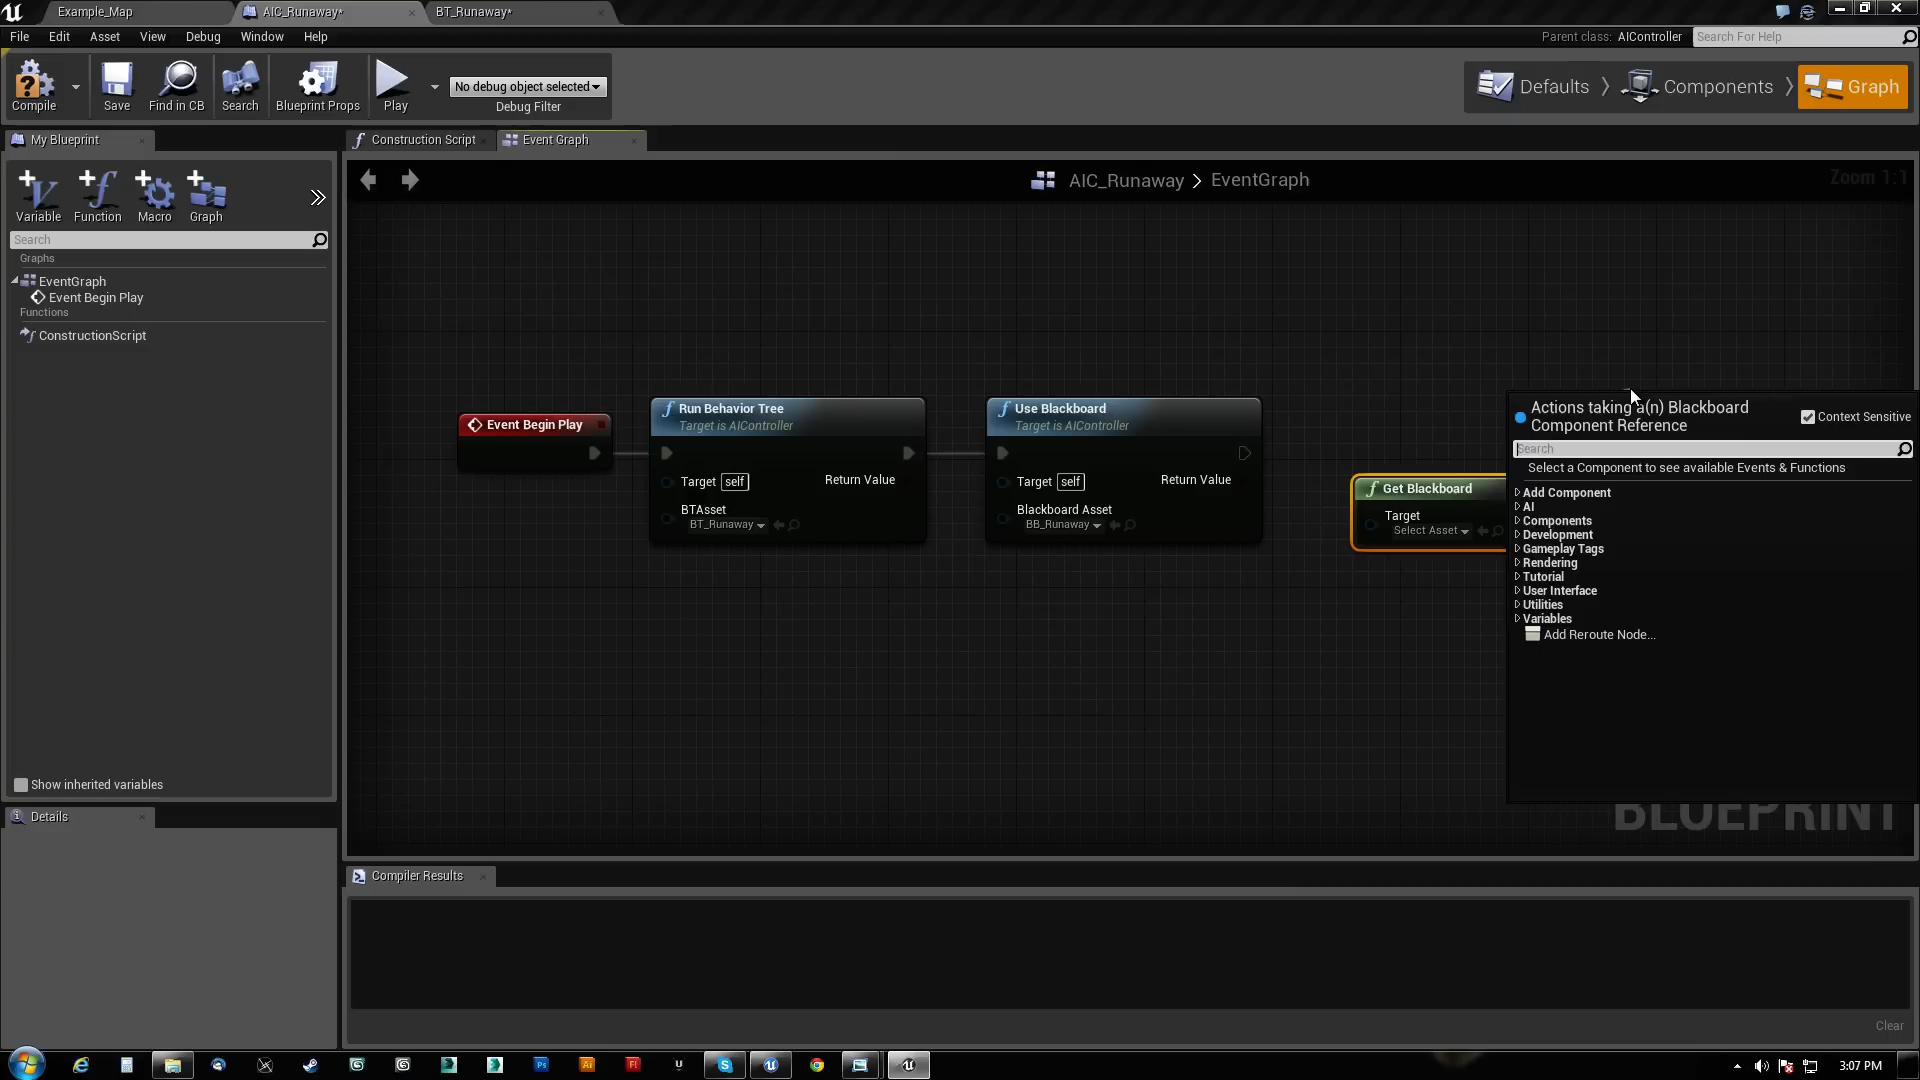 Example_Map
AIC_Runaway*
BT_Runaway*
File Edit Asset View Debug Window Help
Parent class: AIController
Search For Help
Compile
Save
Find in CB
Search
Blueprint Props
Play
No debug object selected
Debug Filter
Defaults
Components
Graph
My Blueprint
Construction Script
Event Graph
Variable
Function
Macro
Graph
Search
Graphs
EventGraph
Event Begin Play
Functions
ConstructionScript
Show inherited variables
Details
AIC_Runaway > EventGraph
Zoom 1:1
Event Begin Play
Run Behavior Tree
Target is AIController
Target self
Return Value
BTAsset
BT_Runaway
Use Blackboard
Target is AIController
Target self
Return Value
Blackboard Asset
BB_Runaway
Get Blackboard
Target
Select Asset
Actions taking a(n) Blackboard
Component Reference
Context Sensitive
Search
Select a Component to see available Events & Functions
Add Component
AI
Components
Development
Gameplay Tags
Rendering
Tutorial
User Interface
Utilities
Variables
Add Reroute Node...
BLUEPRINT
Compiler Results
Clear
3:07 PM